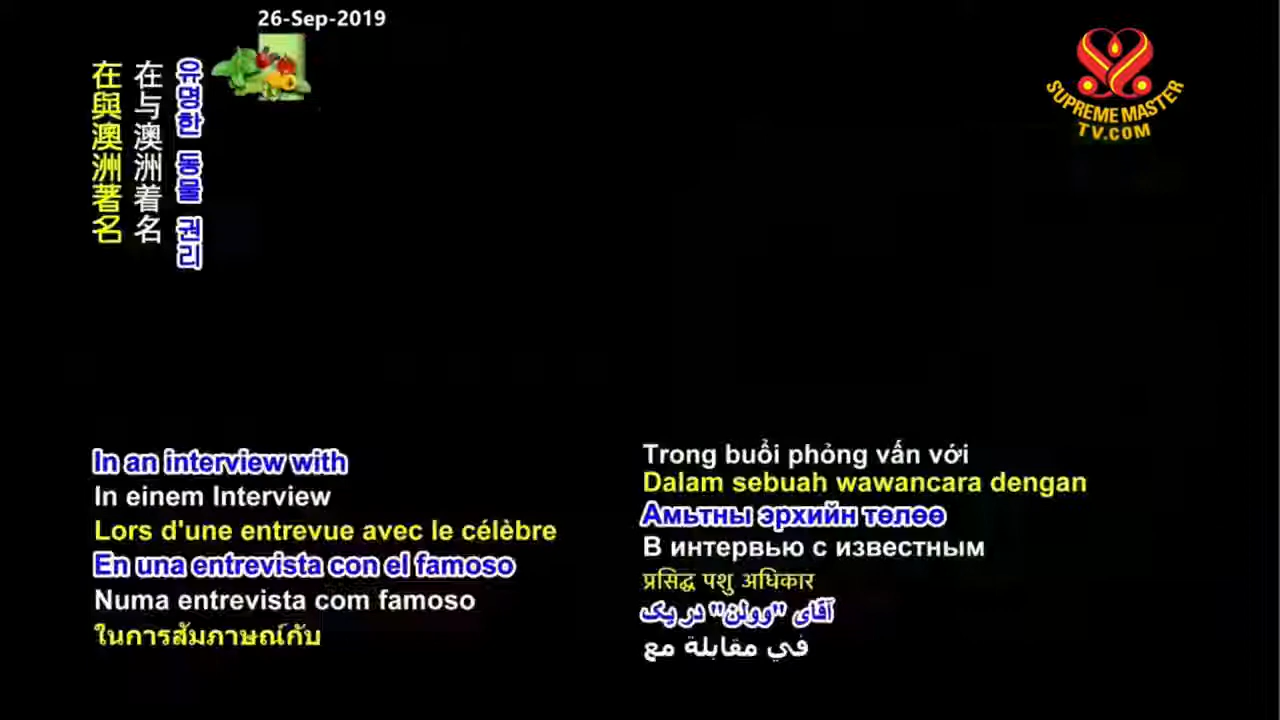 26-Sep-2019
SUPREME MASTER
TV.COM
在與澳洲著名
在与澳洲着名
유명한 동물 권리
In an interview with
In einem Interview
Lors d'une entrevue avec le célèbre
En una entrevista con el famoso
Numa entrevista com famoso
ในการสัมภาษณ์กับ
Trong buổi phỏng vấn với
Dalam sebuah wawancara dengan
Амьтны эрхийн төлөө
В интервью с известным
प्रसिद्ध पशु अधिकार
آقای "وولن" در یک
في مقابلة مع